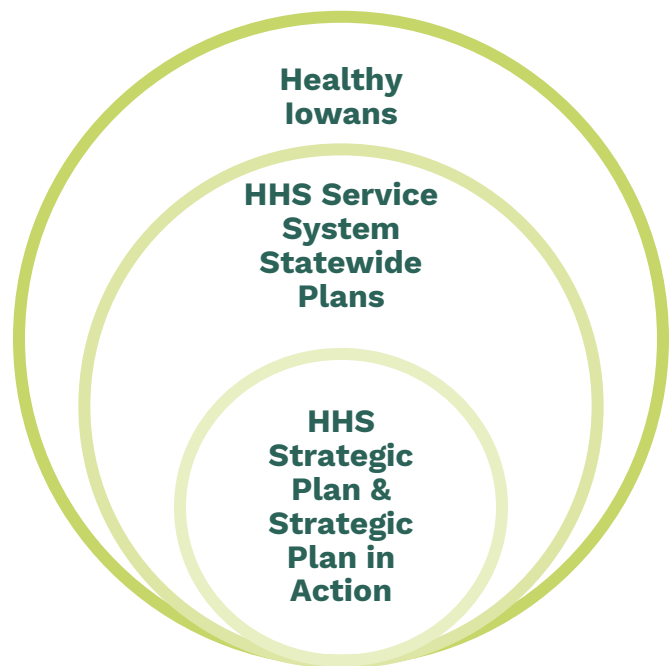 Healthy
Iowans
HHS Service
System
Statewide
Plans
HHS
Strategic
Plan &
Strategic
Plan in
Action